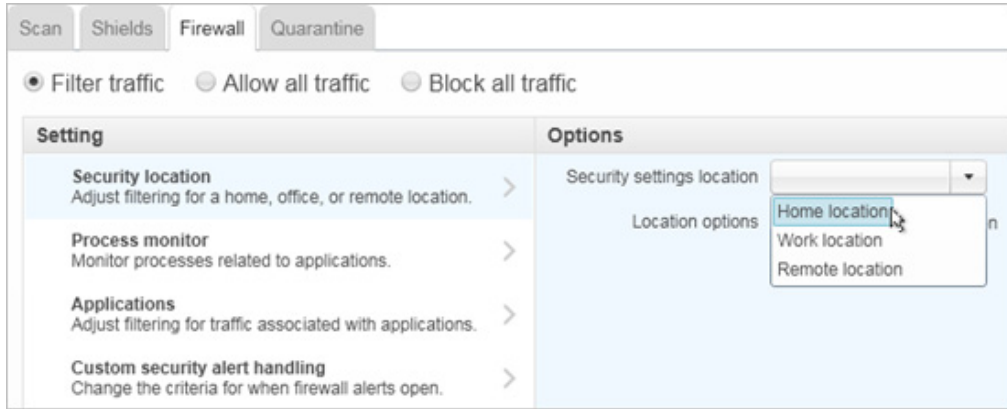 Scan Shields Firewall Quarantine
Filter traffic Allow all traffic Block all traffic
Setting
Security location
Adjust filtering for a home, office, or remote location.
Process monitor
Monitor processes related to applications.
Applications
Adjust filtering for traffic associated with applications.
Custom security alert handling
Change the criteria for when firewall alerts open.
Options
Security settings location
Home location
Location options
Work location
Remote location